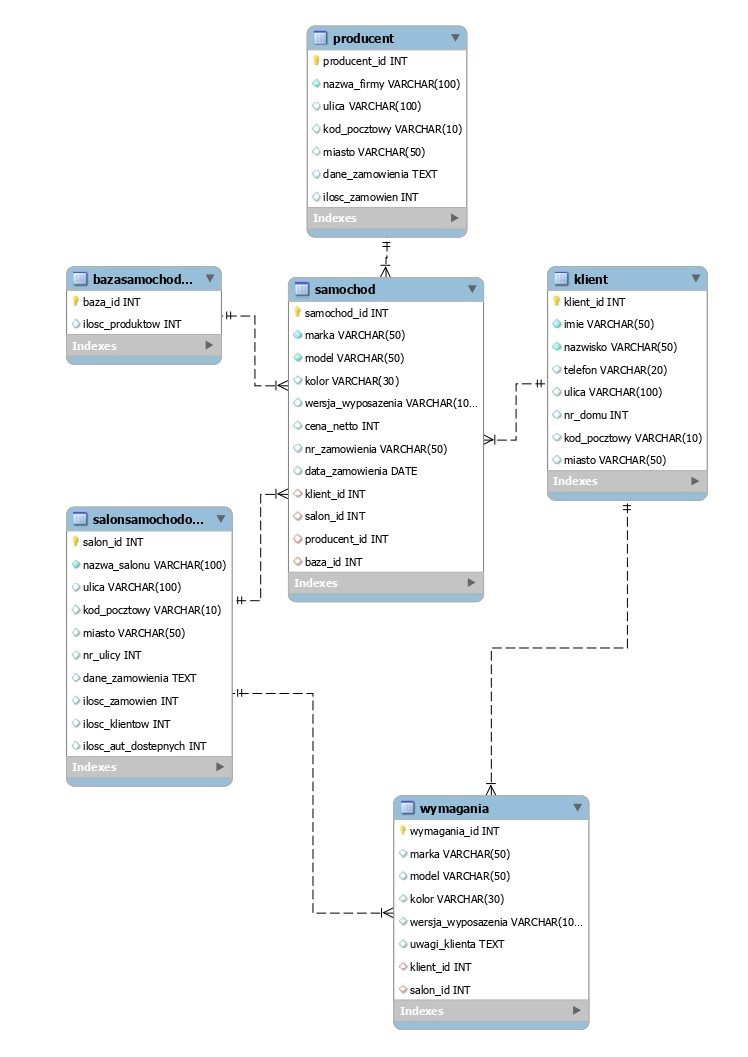 producent
producent_id INT
nazwa_firmy VARCHAR(100)
ulica VARCHAR(100)
kod_pocztowy VARCHAR(10)
miasto VARCHAR(50)
dane_zamowienia TEXT
ilosc_zamowien INT
Indexes
bazasamochod...
baza_id INT
ilosc_produktow INT
Indexes
samochod
samochod_id INT
marka VARCHAR(50)
model VARCHAR(50)
kolor VARCHAR(30)
wersja_wyposazenia VARCHAR(10...
cena_netto INT
nr_zamowienia VARCHAR(50)
data_zamowienia DATE
klient_id INT
salon_id INT
producent_id INT
baza_id INT
Indexes
klient
klient_id INT
imie VARCHAR(50)
nazwisko VARCHAR(50)
telefon VARCHAR(20)
ulica VARCHAR(100)
nr_domu INT
kod_pocztowy VARCHAR(10)
miasto VARCHAR(50)
Indexes
salonsamochodo...
salon_id INT
nazwa_salonu VARCHAR(100)
ulica VARCHAR(100)
kod_pocztowy VARCHAR(10)
miasto VARCHAR(50)
nr_ulicy INT
dane_zamowienia TEXT
ilosc_zamowien INT
ilosc_klientow INT
ilosc_aut_dostepnych INT
Indexes
wymagania
wymagania_id INT
marka VARCHAR(50)
model VARCHAR(50)
kolor VARCHAR(30)
wersja_wyposazenia VARCHAR(10...
uwagi_klienta TEXT
klient_id INT
salon_id INT
Indexes